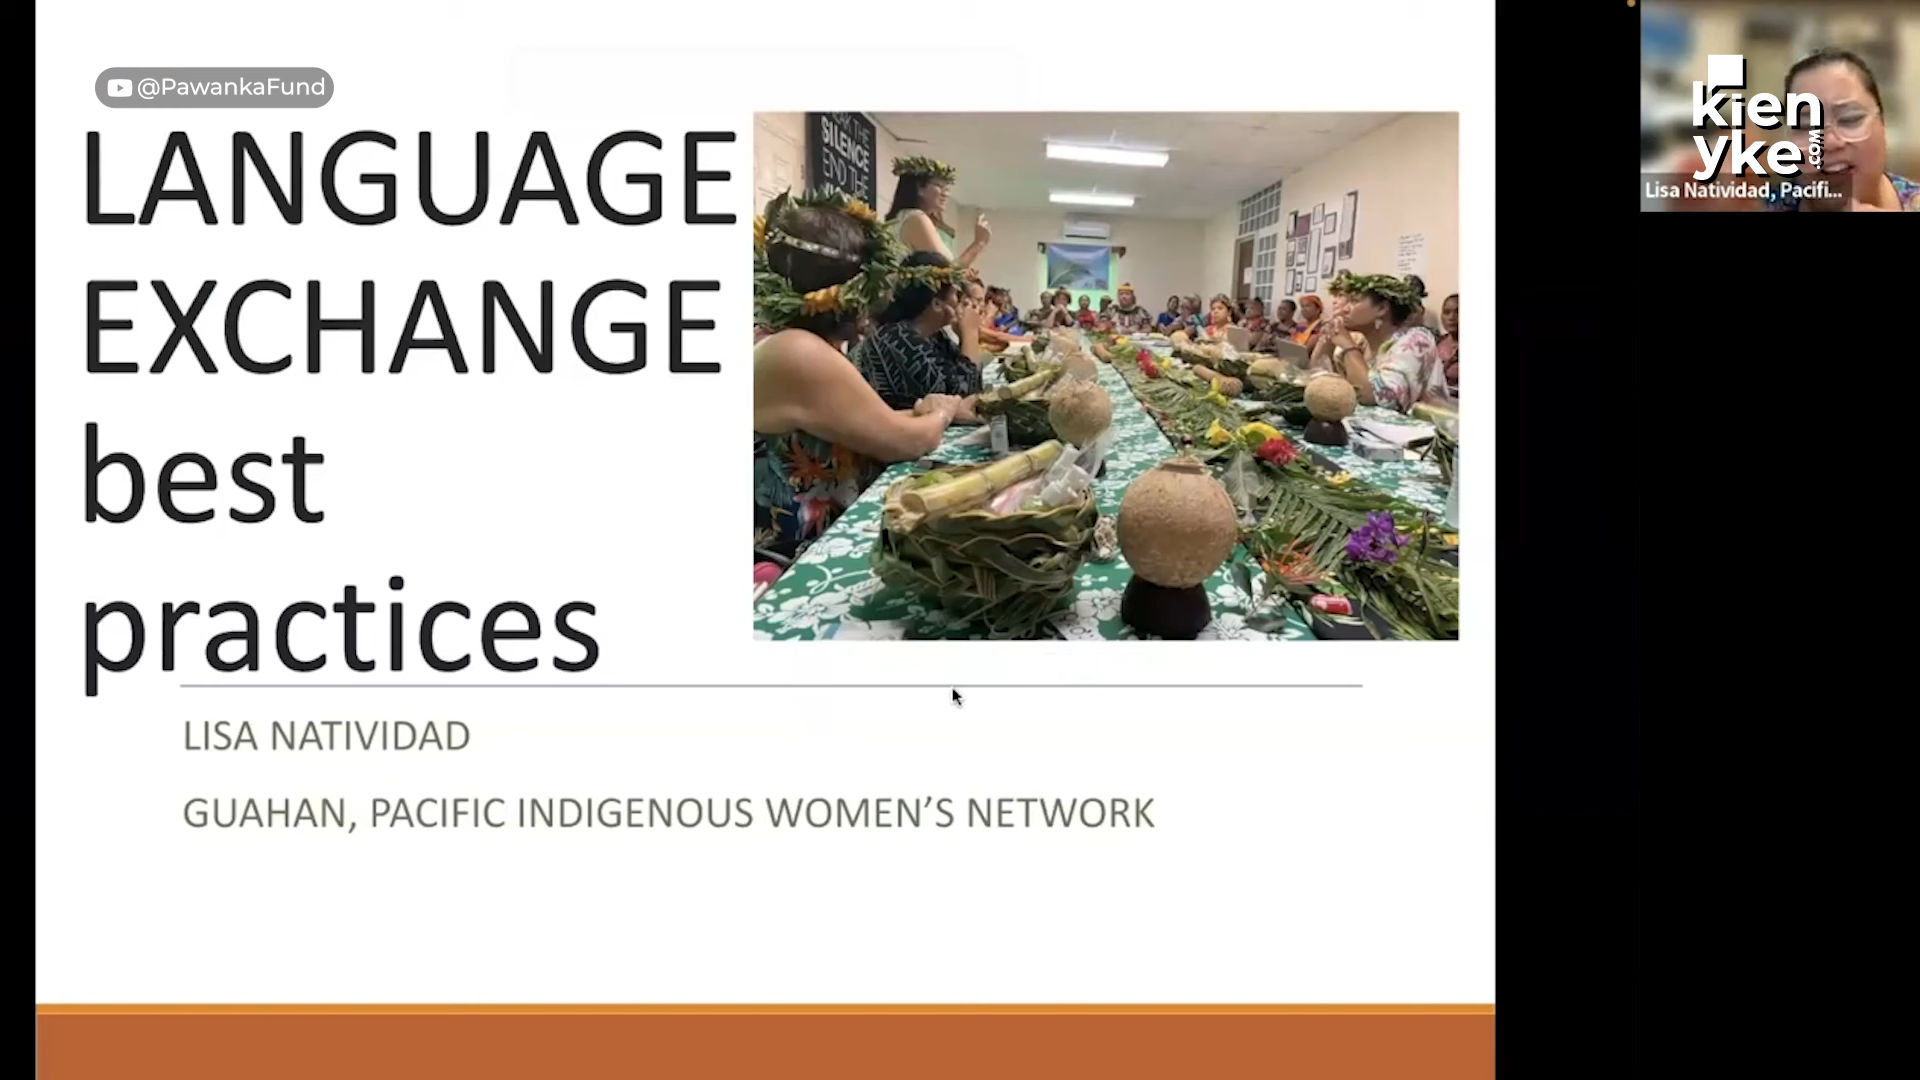 @PawankaFund
LANGUAGE
EXCHANGE
best
practices
SILENCE
END THE
LISA NATIVIDAD
GUAHAN, PACIFIC INDIGENOUS WOMEN’S NETWORK
kien
yke
.com
Lisa Natividad, Pacifi...